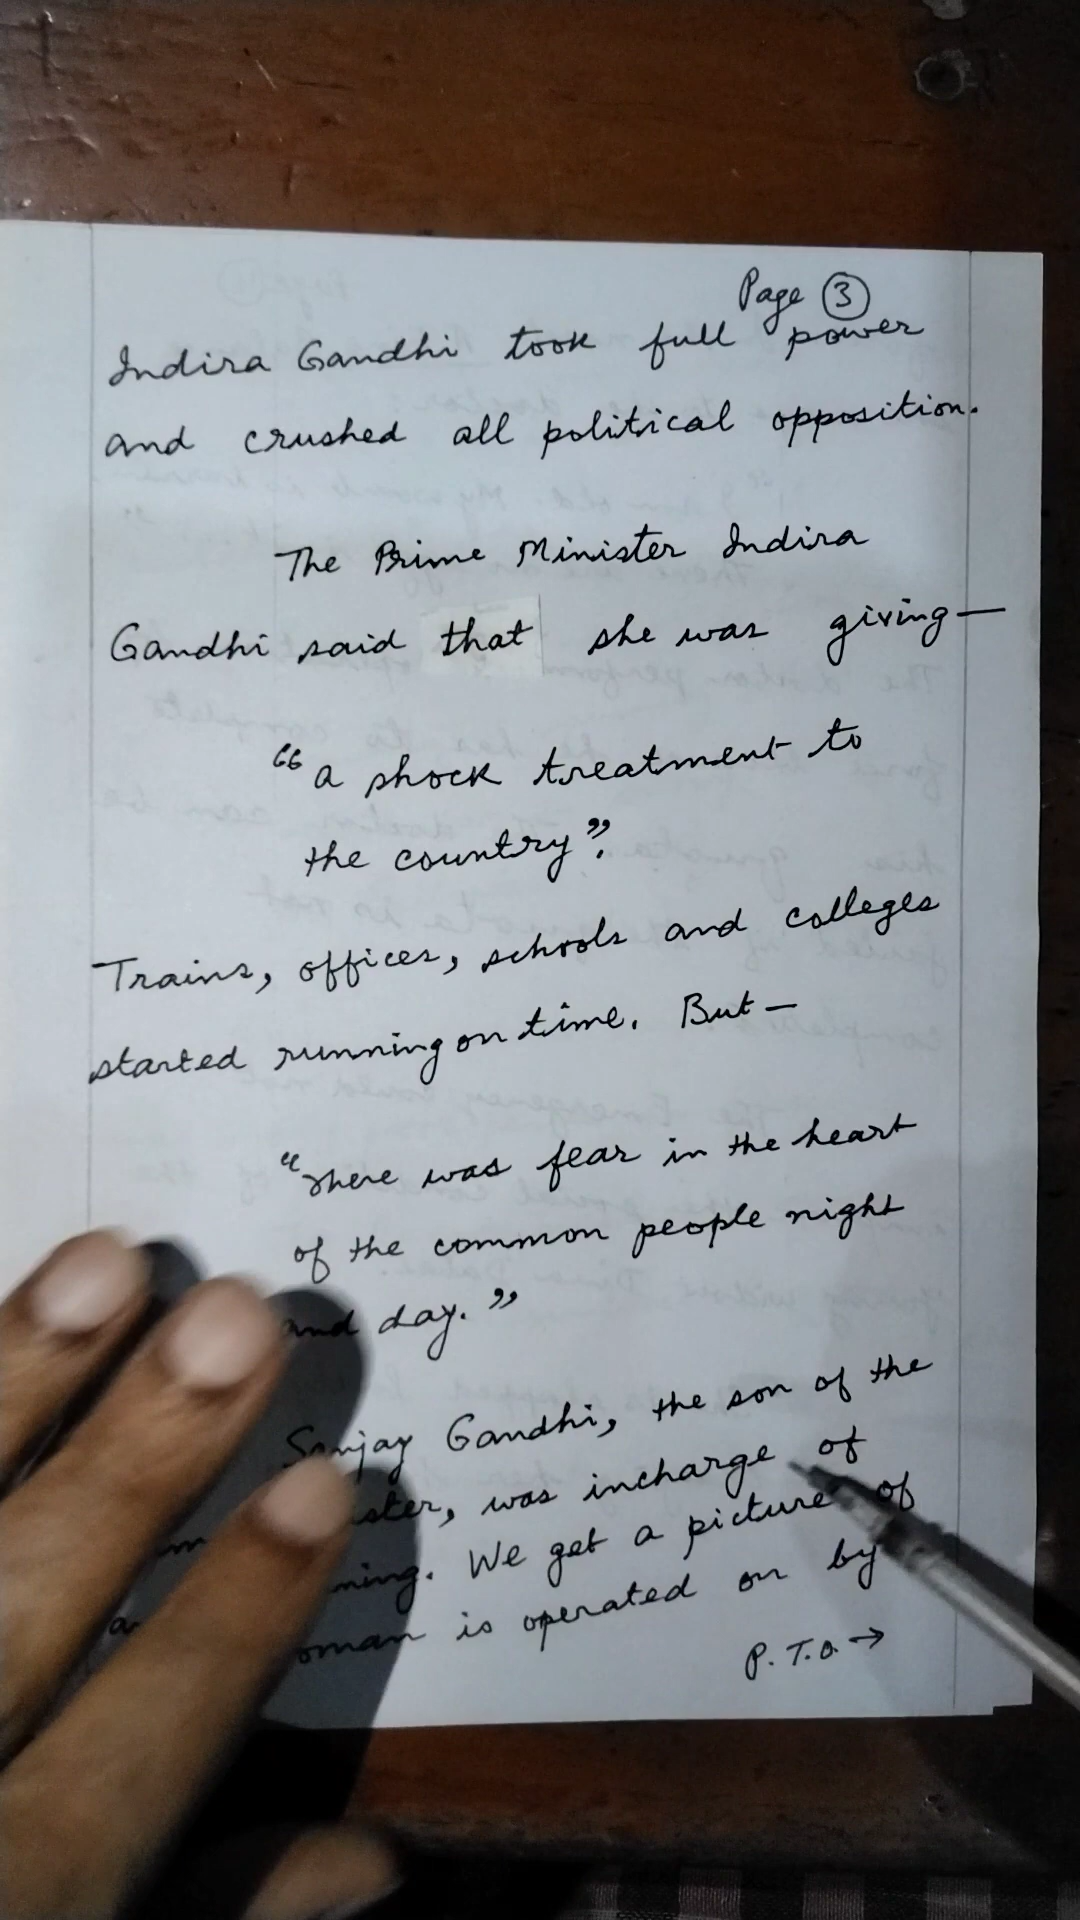 Page 3
Indira Gandhi took full power
and crushed all political opposition.
The Prime Minister Indira
Gandhi said that she was giving—
"a shock treatment to
the country".
Trains, offices, schools and colleges
started running on time. But—
"There was fear in the heart
of the common people night
and day."
Sanjay Gandhi, the son of the
was incharge of
We get a picture of
is operated on by
P.T.O. →